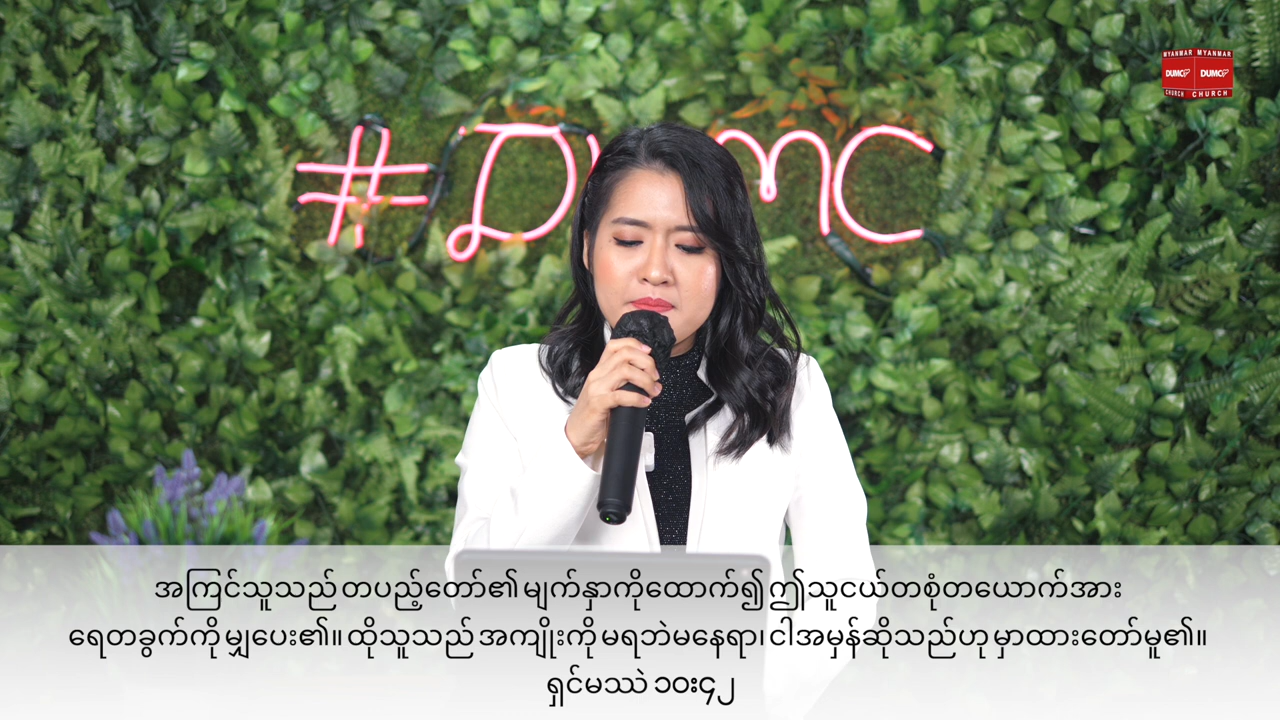 MYANMAR MYANMAR
DUMC DUMC
CHURCH CHURCH
#DUMC
အကြင်သူသည် တပည့်တော်၏ မျက်နှာကိုထောက်၍ ဤသူငယ်တစုံတယောက်အား
ရေတခွက်ကို မျှပေး၏။ ထိုသူသည် အကျိုးကို မရဘဲမနေရာ၊ ငါအမှန်ဆိုသည်ဟု မှာထားတော်မူ၏။
ရှင်မဿဲ ၁၀း၄၂